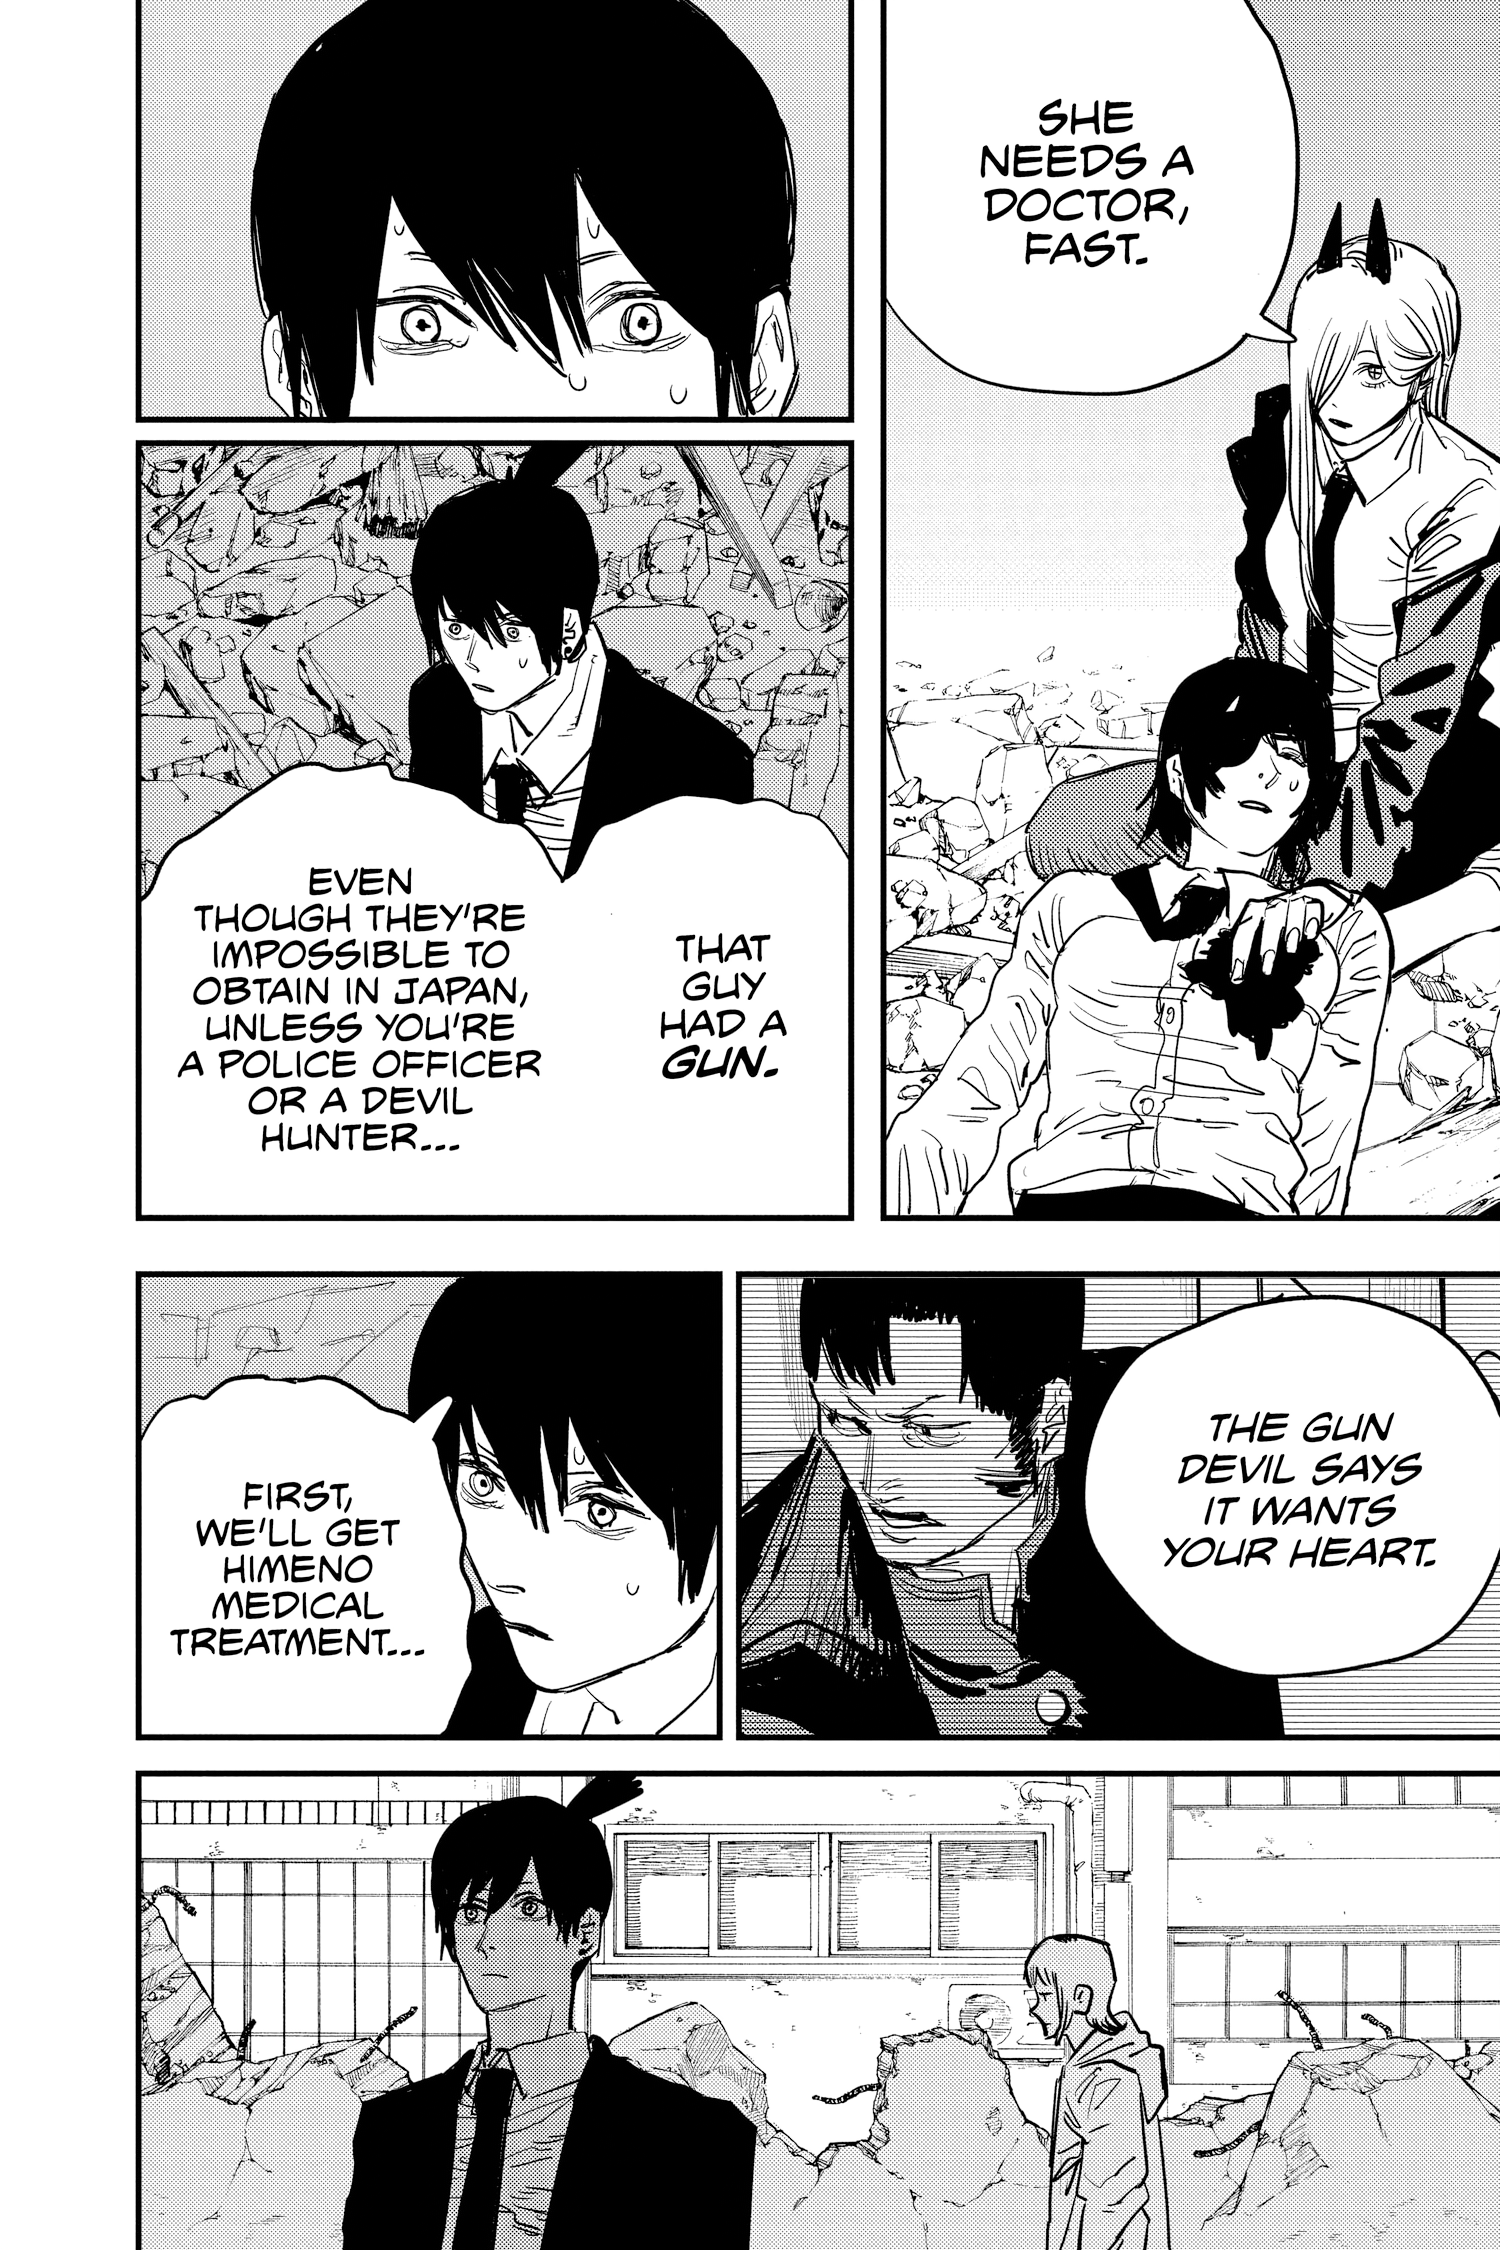 SHE
NEEDS A
DOCTOR,
FAST.
THAT
GUY
HAD A
GUN.
EVEN
THOUGH THEY'RE
IMPOSSIBLE TO
OBTAIN IN JAPAN,
UNLESS YOU'RE
A POLICE OFFICER
OR A DEVIL
HUNTER...
THE GUN
DEVIL SAYS
IT WANTS
YOUR HEART.
FIRST,
WE'LL GET
HIMENO
MEDICAL
TREATMENT...